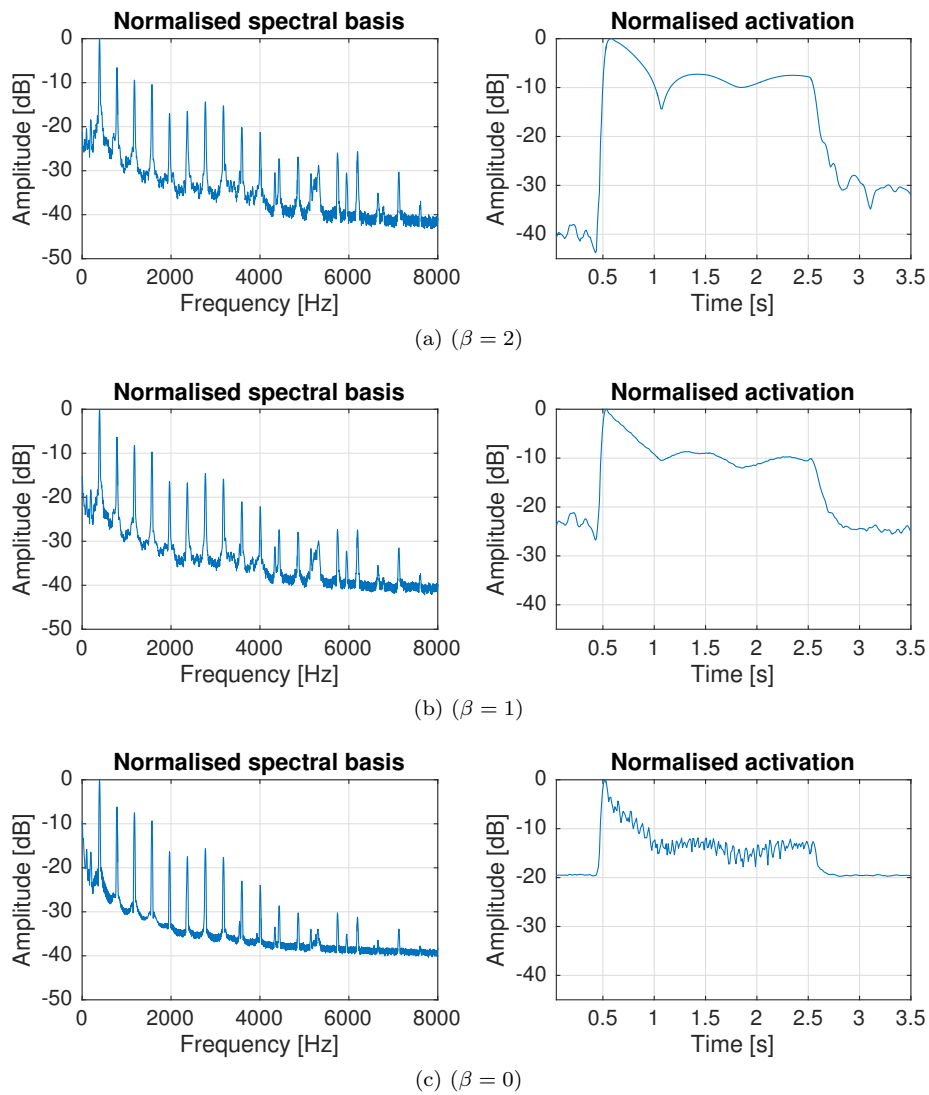 Normalised spectral basis
Amplitude [dB]
0
-10
-20
-30
-40
-50
0 2000 4000 6000 8000
Frequency [Hz]
Normalised activation
Amplitude [dB]
0
-10
-20
-30
-40
0.5 1 1.5 2 2.5 3 3.5
Time [s]
(a) (β = 2)
Normalised spectral basis
Amplitude [dB]
0
-10
-20
-30
-40
-50
0 2000 4000 6000 8000
Frequency [Hz]
Normalised activation
Amplitude [dB]
0
-10
-20
-30
-40
0.5 1 1.5 2 2.5 3 3.5
Time [s]
(b) (β = 1)
Normalised spectral basis
Amplitude [dB]
0
-10
-20
-30
-40
-50
0 2000 4000 6000 8000
Frequency [Hz]
Normalised activation
Amplitude [dB]
0
-10
-20
-30
-40
0.5 1 1.5 2 2.5 3 3.5
Time [s]
(c) (β = 0)